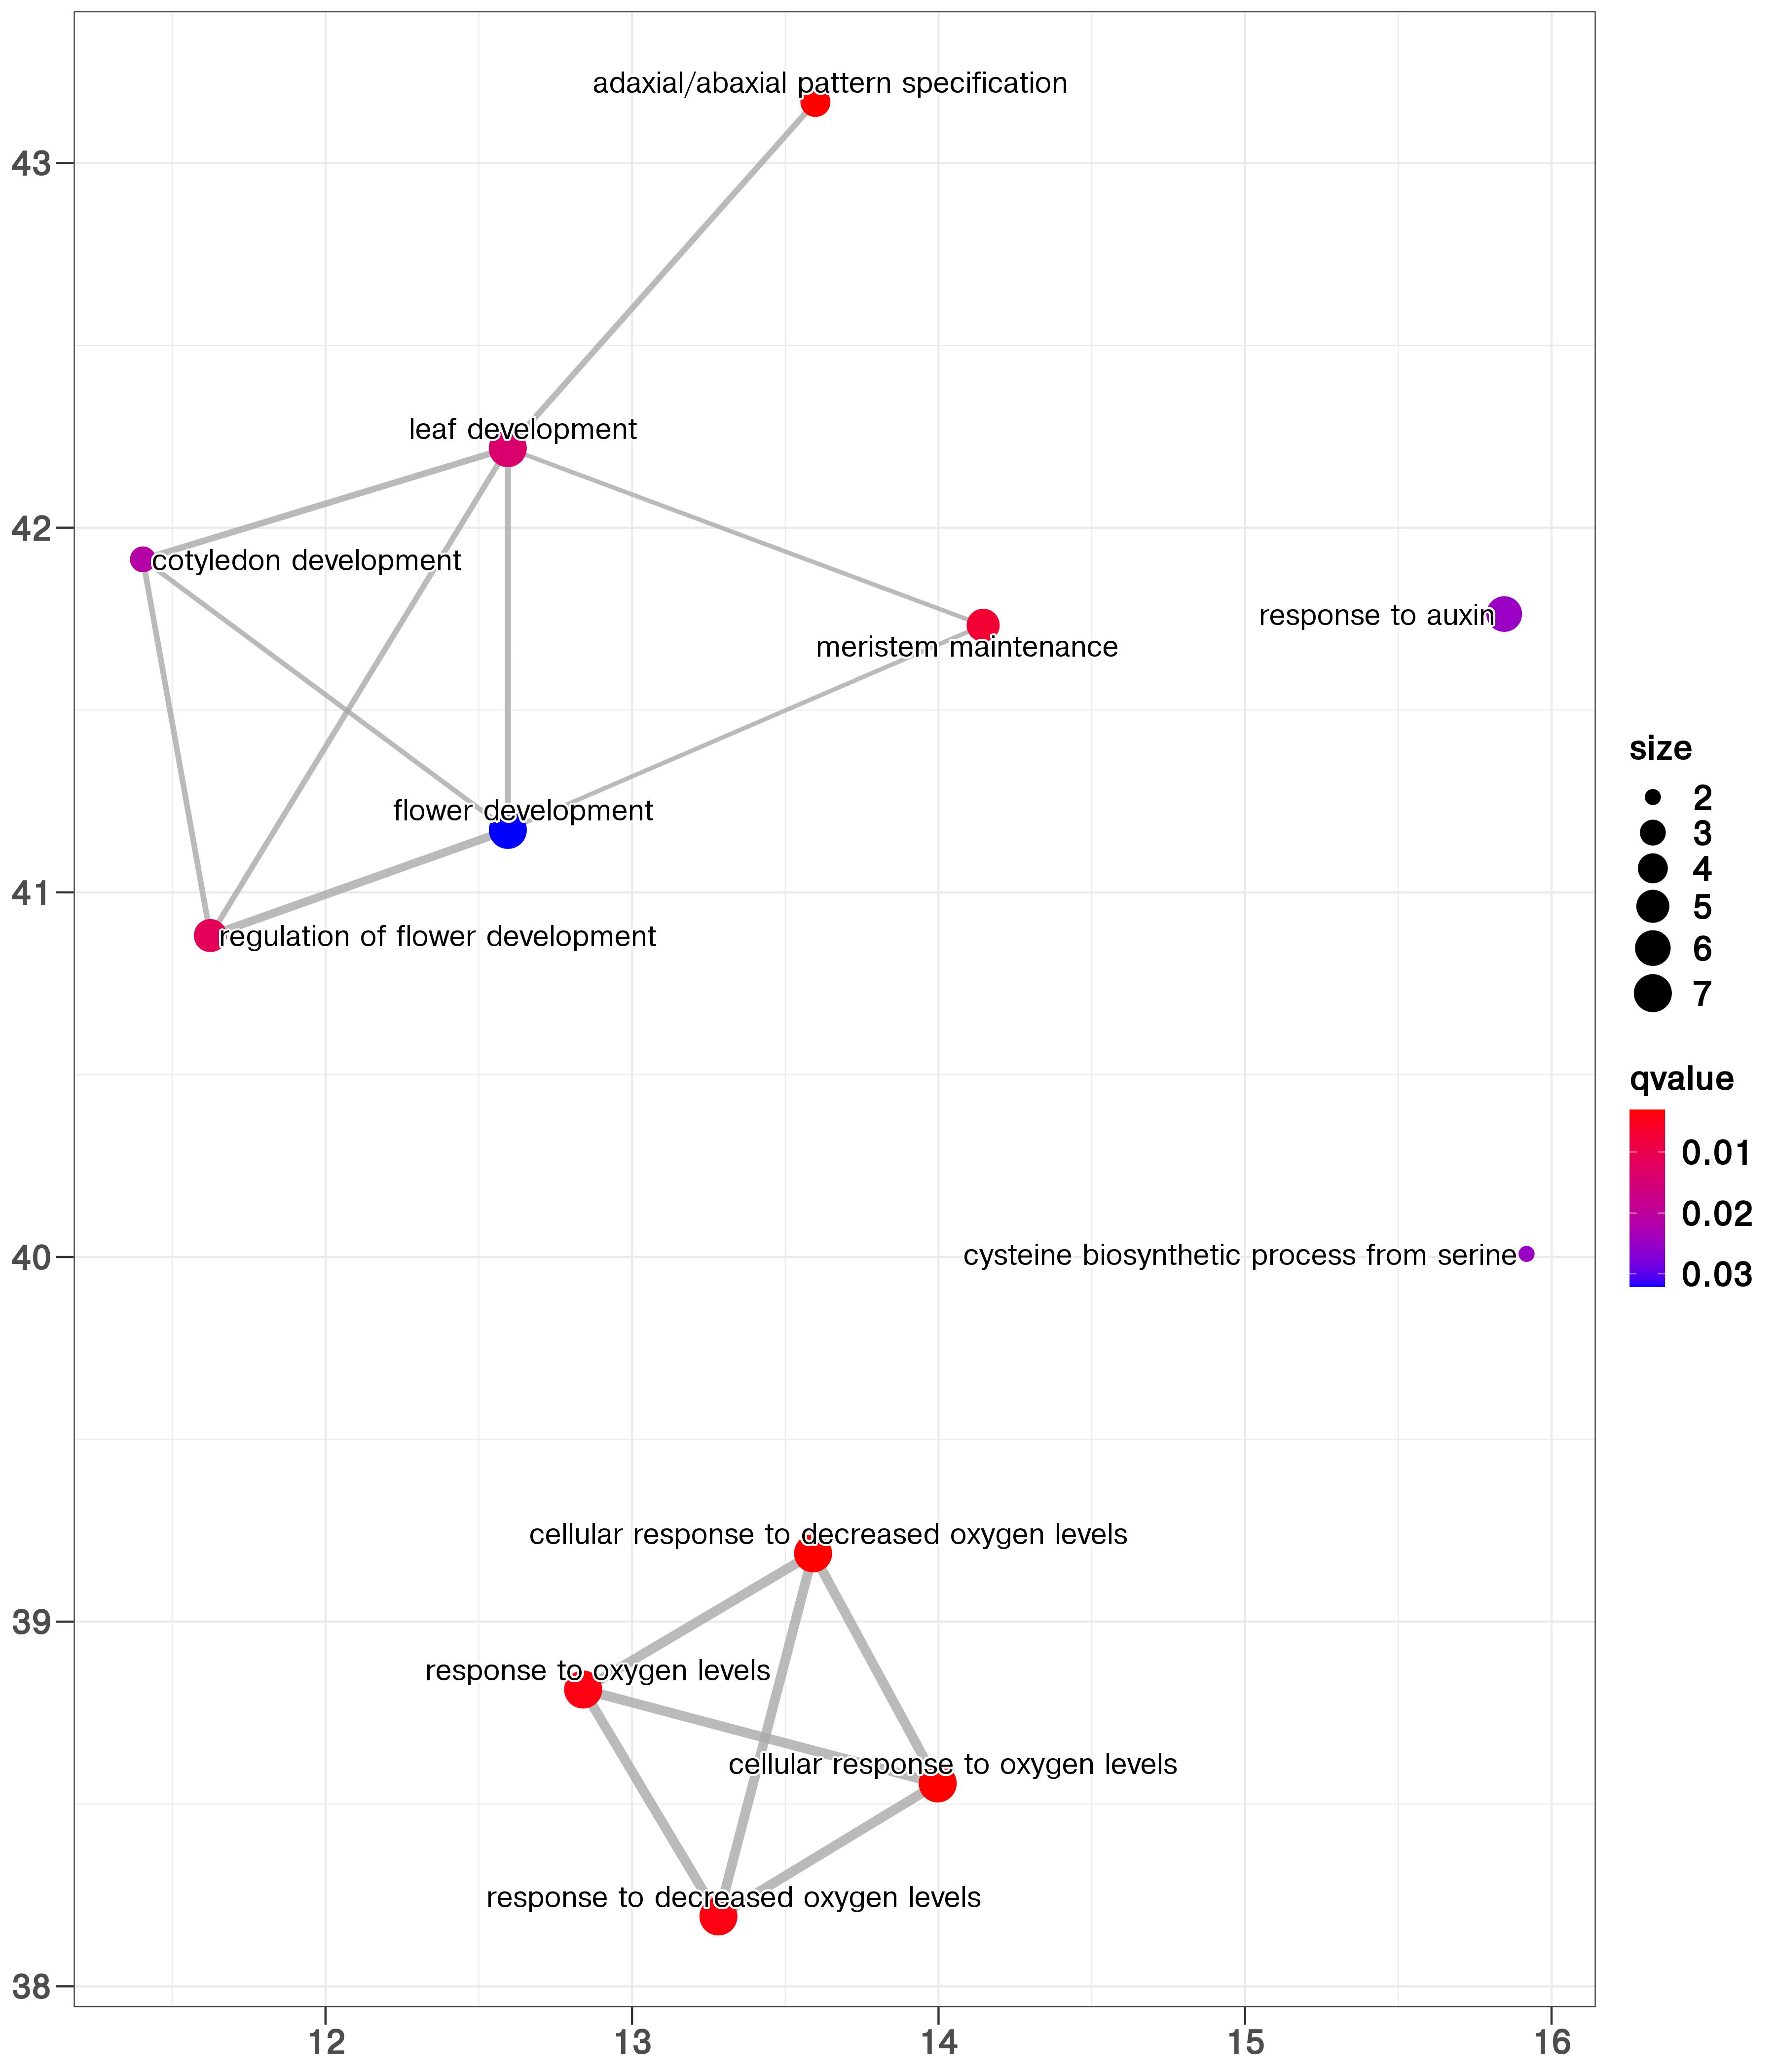 adaxial/abaxial pattern specification
43
leaf development
42
cotyledon development
response to auxin
meristem maintenance
size
2
flower development
3
4
41
5
regulation of flower development
6
7
qvalue
0.01
0.02
40
cysteine biosynthetic process from serine
0.03
cellular response to decreased oxygen levels
39
response to oxygen levels
cellular response to oxygen levels
response to decreased oxygen levels
38
12
13
14
15
16